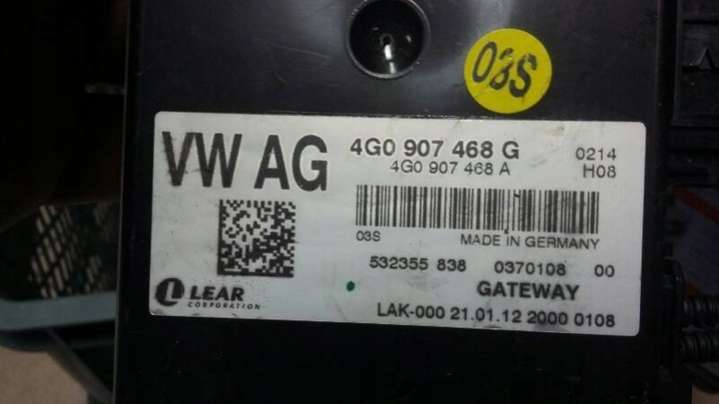 03S
VW AG
4G0 907 468 G
0214
4G0 907 468 A
H08
03S
MADE IN GERMANY
532355 838 0370108 00
LEAR
CORPORATION
GATEWAY
LAK-000 21.01.12 2000 0108